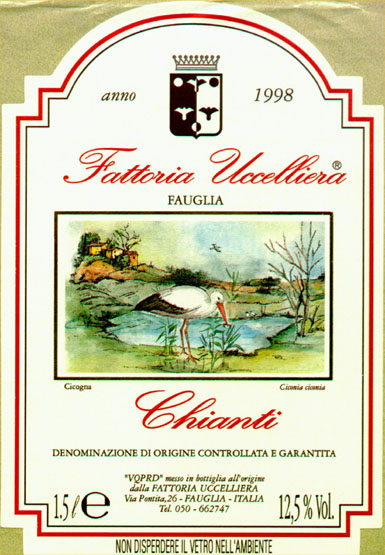 anno 1998
Fattoria Uccelliera®
FAUGLIA
Cicogna Ciconia ciconia
Chianti
DENOMINAZIONE DI ORIGINE CONTROLLATA E GARANTITA
"VQPRD" messo in bottiglia all'origine
dalla FATTORIA UCCELLIERA
Via Pontita,26 - FAUGLIA - ITALIA
Tel. 050 - 662747
1.5 l e 12,5% Vol.
NON DISPERDERE IL VETRO NELL'AMBIENTE